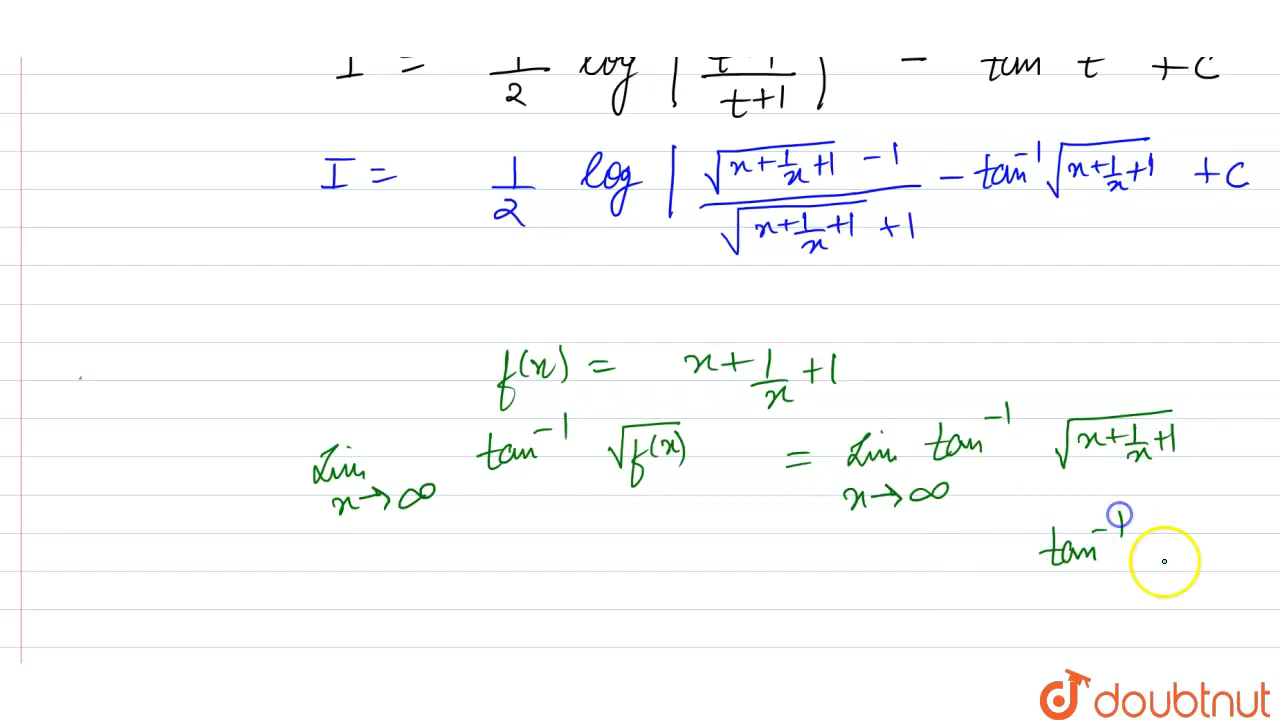 I = 1/2 log | t-1 / t+1 | - tan t + C
I = 1/2 log | √(x+1/x+1) -1 / √(x+1/x+1) +1 | - tan⁻¹ √(x+1/x+1) + C
f(x) = x+1/x +1
Lim x→∞ tan⁻¹ √f(x) = Lim x→∞ tan⁻¹ √(x+1/x+1)
tan⁻¹
doubtnut